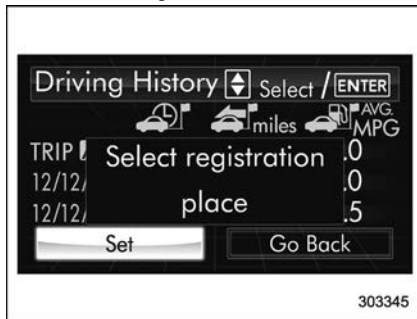 Driving History Select / ENTER
miles AVG. MPG
TRIP .0
12/12/ .0
12/12/ .5
Select registration
place
Set Go Back
303345